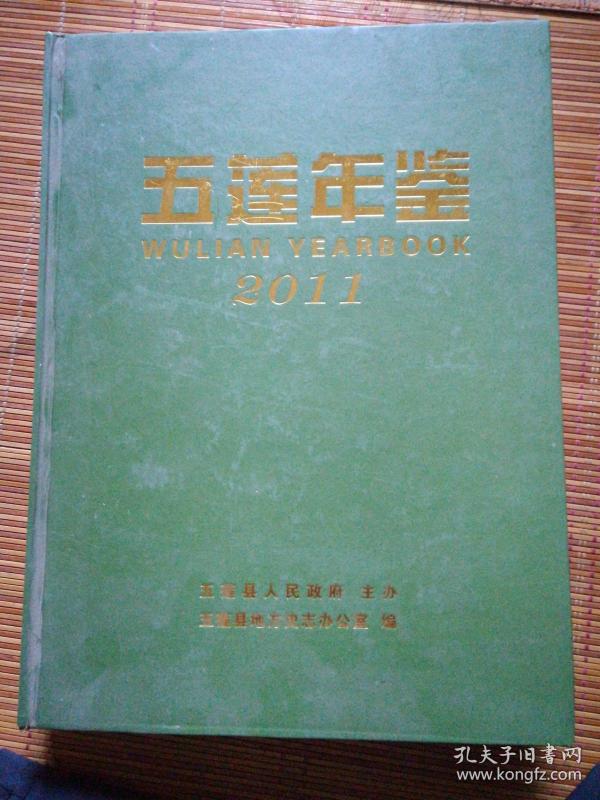 五莲年鉴
WULIAN YEARBOOK
2011
五莲县人民政府 主办
五莲县地方史志办公室 编
孔夫子旧书网
www.kongfz.com